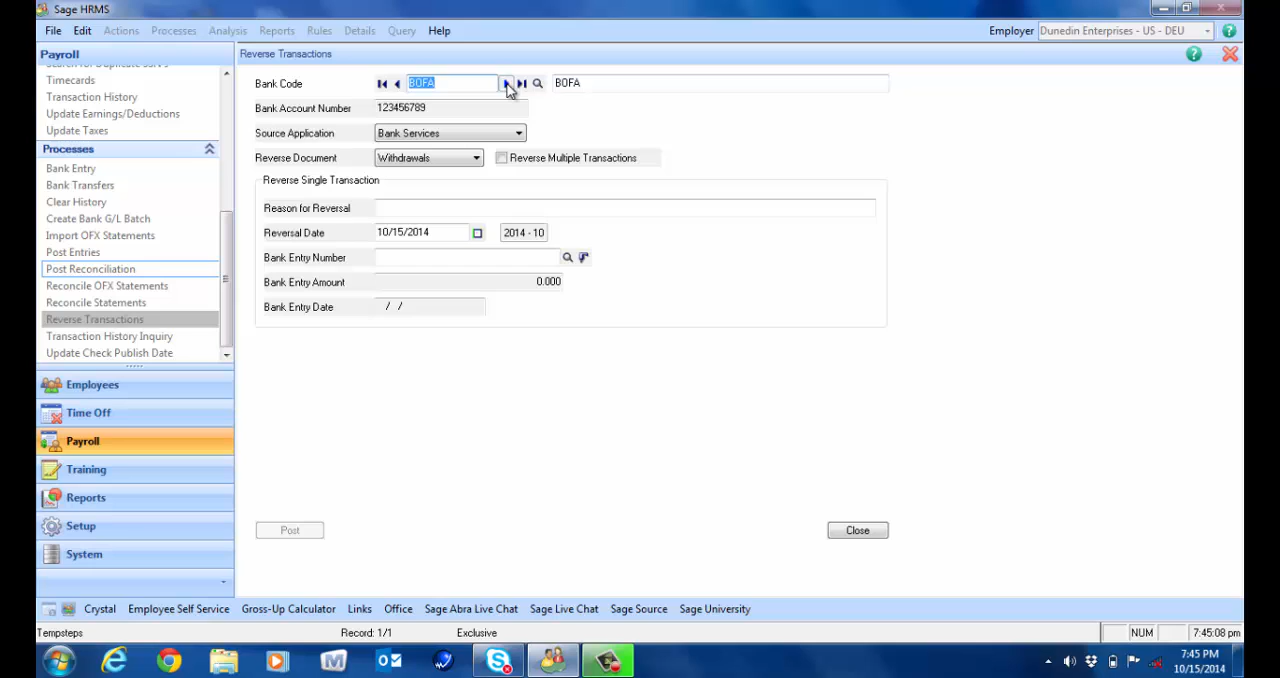 Sage HRMS
File Edit Actions Processes Analysis Reports Rules Details Query Help Employer Dunedin Enterprises - US - DEU
Payroll
Reverse Transactions
Timecards
Transaction History
Update Earnings/Deductions
Update Taxes
Processes
Bank Entry
Bank Transfers
Clear History
Create Bank G/L Batch
Import OFX Statements
Post Entries
Post Reconciliation
Reconcile OFX Statements
Reconcile Statements
Reverse Transactions
Transaction History Inquiry
Update Check Publish Date
Employees
Time Off
Payroll
Training
Reports
Setup
System
Bank Code BOFA BOFA
Bank Account Number 123456789
Source Application Bank Services
Reverse Document Withdrawals Reverse Multiple Transactions
Reverse Single Transaction
Reason for Reversal
Reversal Date 10/15/2014 2014 - 10
Bank Entry Number
Bank Entry Amount 0.000
Bank Entry Date / /
Post Close
Crystal Employee Self Service Gross-Up Calculator Links Office Sage Abra Live Chat Sage Live Chat Sage Source Sage University
Tempsteps Record: 1/1 Exclusive NUM 7:45:08 pm
7:45 PM
10/15/2014